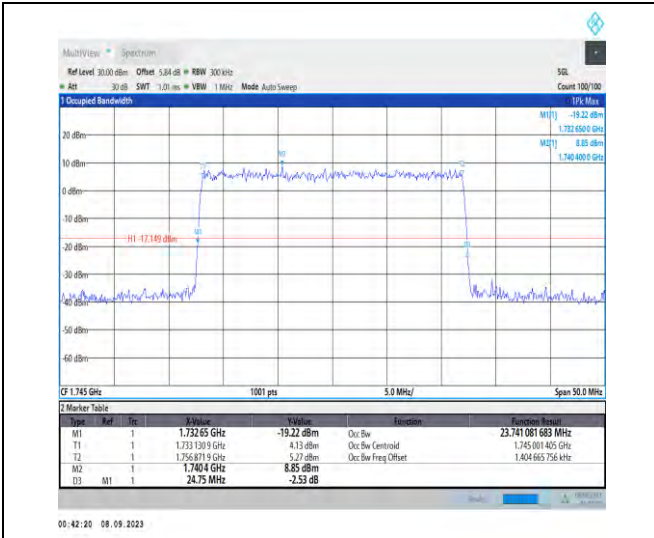 MultiView Spectrum
Ref Level 30.00 dBm Offset 5.84 dB RBW 300 kHz SGL
Att 30 dB SWT 1.01 ms VBW 1 MHz Mode Auto Sweep Count 100/100
1 Occupied Bandwidth 1Pk Max
M1[1] -19.22 dBm
1.732 650 0 GHz
M2[1] 8.85 dBm
1.740 400 0 GHz
20 dBm
M2
10 dBm
0 dBm
-10 dBm
M1
H1 -17.149 dBm
-20 dBm
-30 dBm
-40 dBm
-50 dBm
-60 dBm
CF 1.745 GHz 1001 pts 5.0 MHz/ Span 50.0 MHz
2 Marker Table
Type Ref Trc X-Value Y-Value Function Function Result
M1 1 1.73265 GHz -19.22 dBm Occ Bw 23.741 081 683 MHz
T1 1 1.733 130 9 GHz 4.13 dBm Occ Bw Centroid 1.745 001 405 GHz
T2 1 1.756 871 9 GHz 5.27 dBm Occ Bw Freq Offset 1.404 665 756 kHz
M2 1 1.7404 GHz 8.85 dBm
D3 M1 1 24.75 MHz -2.53 dB
00:42:20 08.09.2023